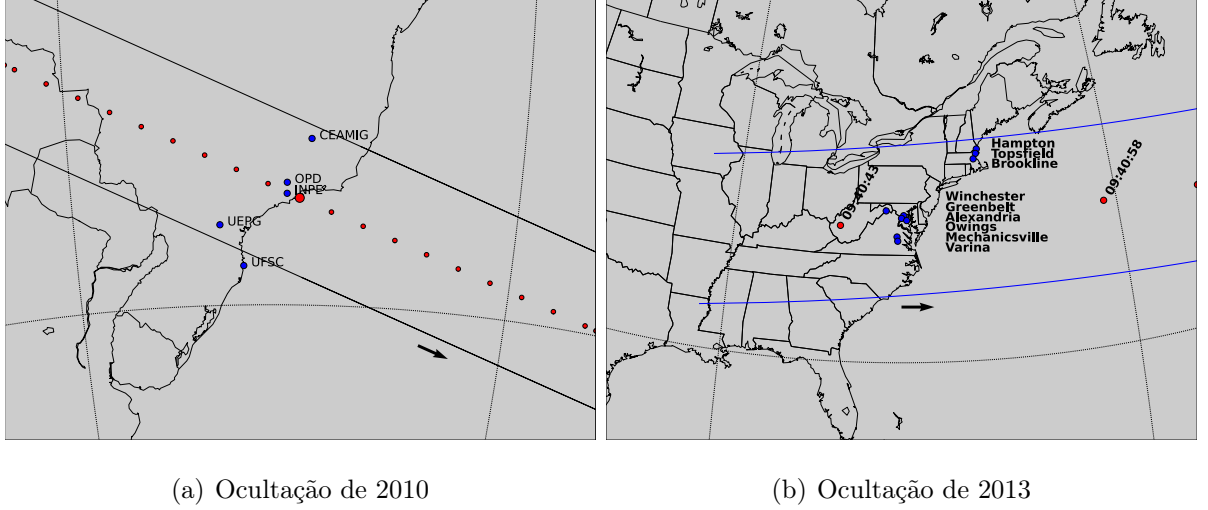 CEAMIG
OPD
INPE
UEPG
UFSC
Hampton
Topsfield
Brookline
09:40:43
09:40:58
Winchester
Greenbelt
Alexandria
Owings
Mechanicsville
Varina
(a) Ocultação de 2010
(b) Ocultação de 2013